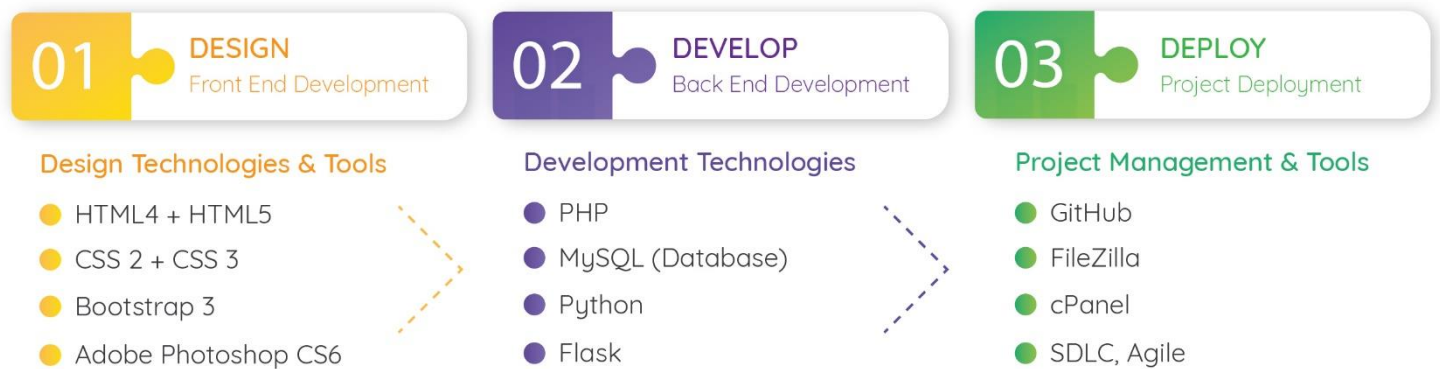 01
DESIGN
Front End Development
Design Technologies & Tools
HTML4 + HTML5
CSS 2 + CSS 3
Bootstrap 3
Adobe Photoshop CS6
02
DEVELOP
Back End Development
Development Technologies
PHP
MySQL (Database)
Python
Flask
03
DEPLOY
Project Deployment
Project Management & Tools
GitHub
FileZilla
cPanel
SDLC, Agile